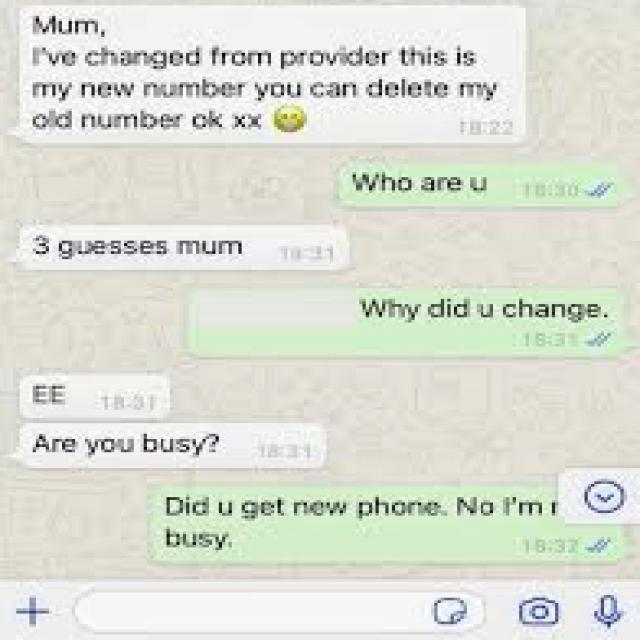 Mum,
I've changed from provider this is
my new number you can delete my
old number ok xx 😁
18:22
Who are u 18:30
3 guesses mum 18:31
Why did u change.
18:31
EE 18:31
Are you busy? 18:31
Did u get new phone. No I'm
busy.
18:32